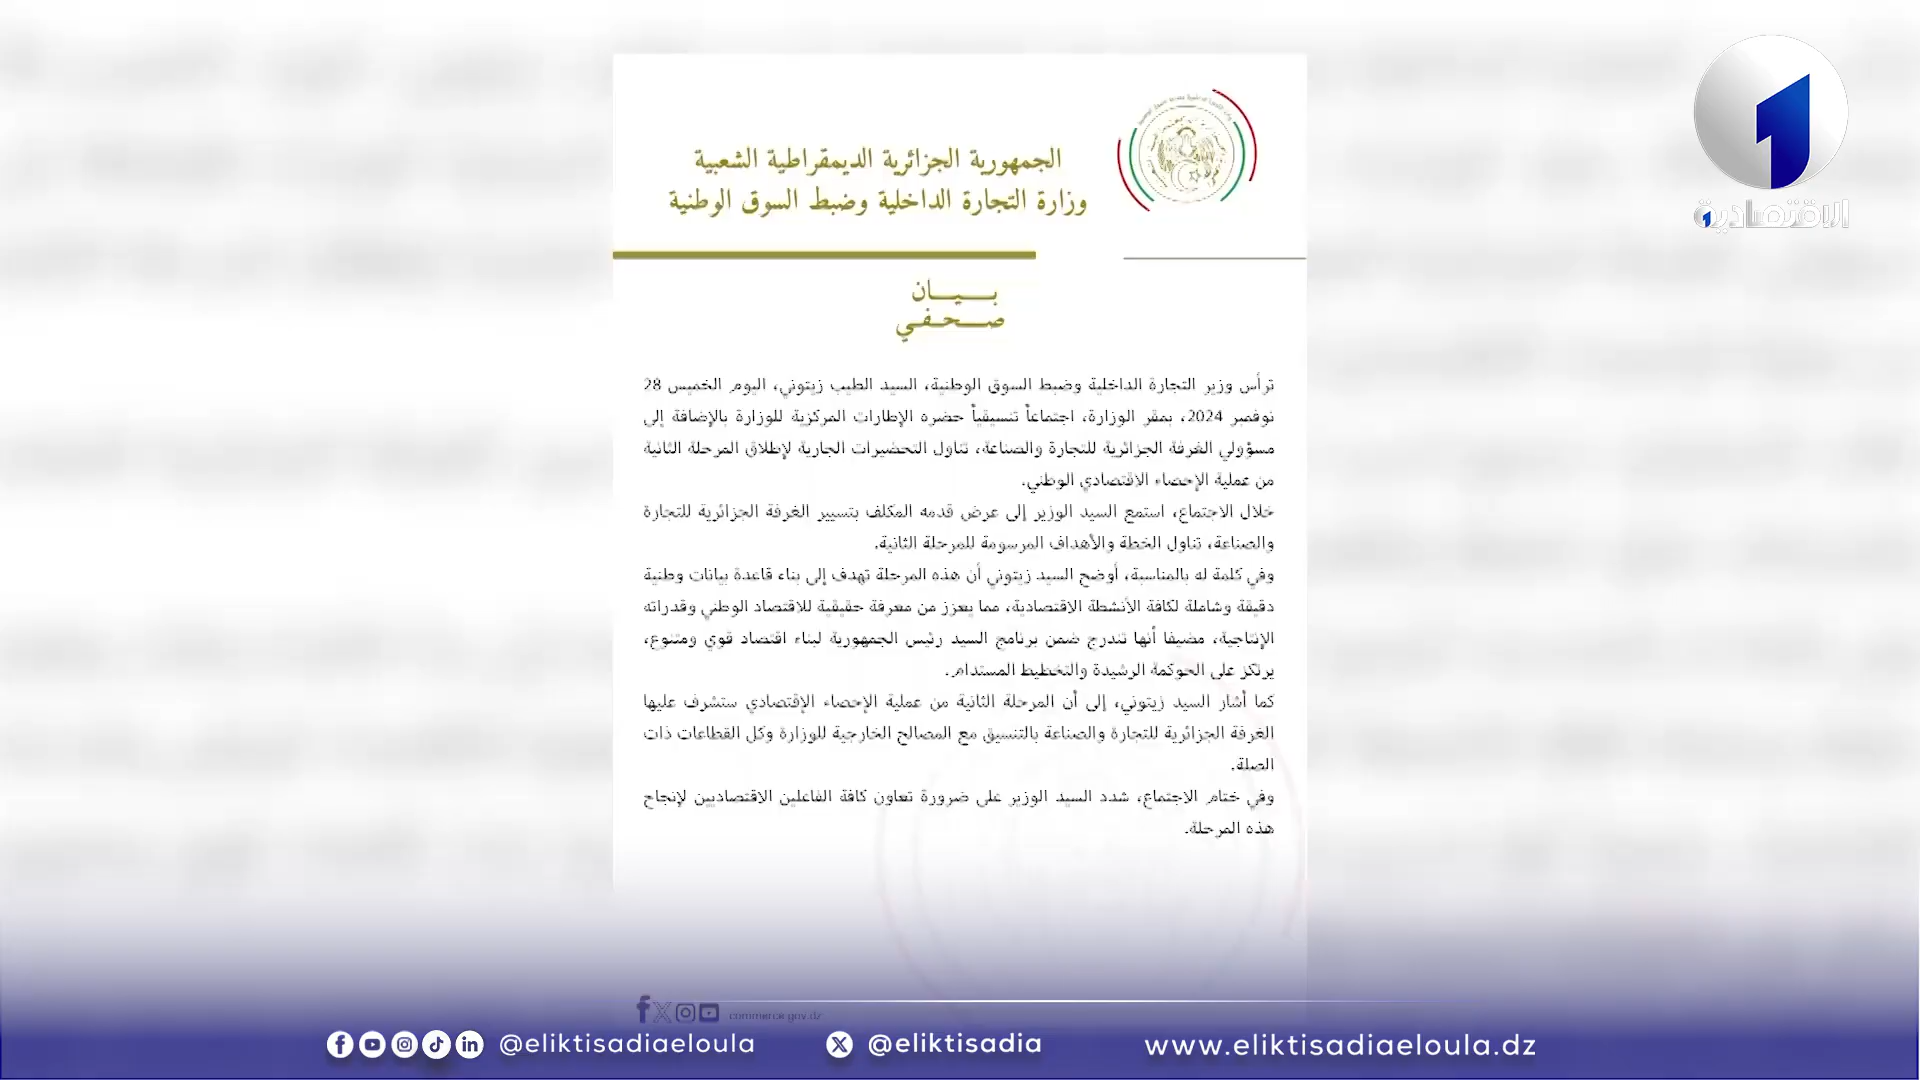 الاقتصادية
الجمهورية الجزائرية الديمقراطية الشعبية
وزارة التجارة الداخلية وضبط السوق الوطنية
بيان
صحفي
ترأس وزير التجارة الداخلية وضبط السوق الوطنية، السيد الطيب زيتوني، اليوم الخميس 28
نوفمبر 2024، بمقر الوزارة، اجتماعاً تنسيقياً حضره الإطارات المركزية للوزارة بالإضافة إلى
مسؤولي الغرفة الجزائرية للتجارة والصناعة، تناول التحضيرات الجارية لإطلاق المرحلة الثانية
من عملية الإحصاء الاقتصادي الوطني.
خلال الاجتماع، استمع السيد الوزير إلى عرض قدمه المكلف بتسيير الغرفة الجزائرية للتجارة
والصناعة، تناول الخطة والأهداف المرسومة للمرحلة الثانية.
وفي كلمة له بالمناسبة، أوضح السيد زيتوني أن هذه المرحلة تهدف إلى بناء قاعدة بيانات وطنية
دقيقة وشاملة لكافة الأنشطة الاقتصادية، مما يعزز من معرفة حقيقية للاقتصاد الوطني وقدراته
الإنتاجية، مضيفا أنها تندرج ضمن برنامج السيد رئيس الجمهورية لبناء اقتصاد قوي ومتنوع،
يرتكز على الحوكمة الرشيدة والتخطيط المستدام.
كما أشار السيد زيتوني، إلى أن المرحلة الثانية من عملية الإحصاء الإقتصادي ستشرف عليها
الغرفة الجزائرية للتجارة والصناعة بالتنسيق مع المصالح الخارجية للوزارة وكل القطاعات ذات
الصلة.
وفي ختام الاجتماع، شدد السيد الوزير على ضرورة تعاون كافة الفاعلين الاقتصاديين لإنجاح
هذه المرحلة.
commerce.gov.dz
@eliktisadiaeloula @eliktisadia www.eliktisadiaeloula.dz